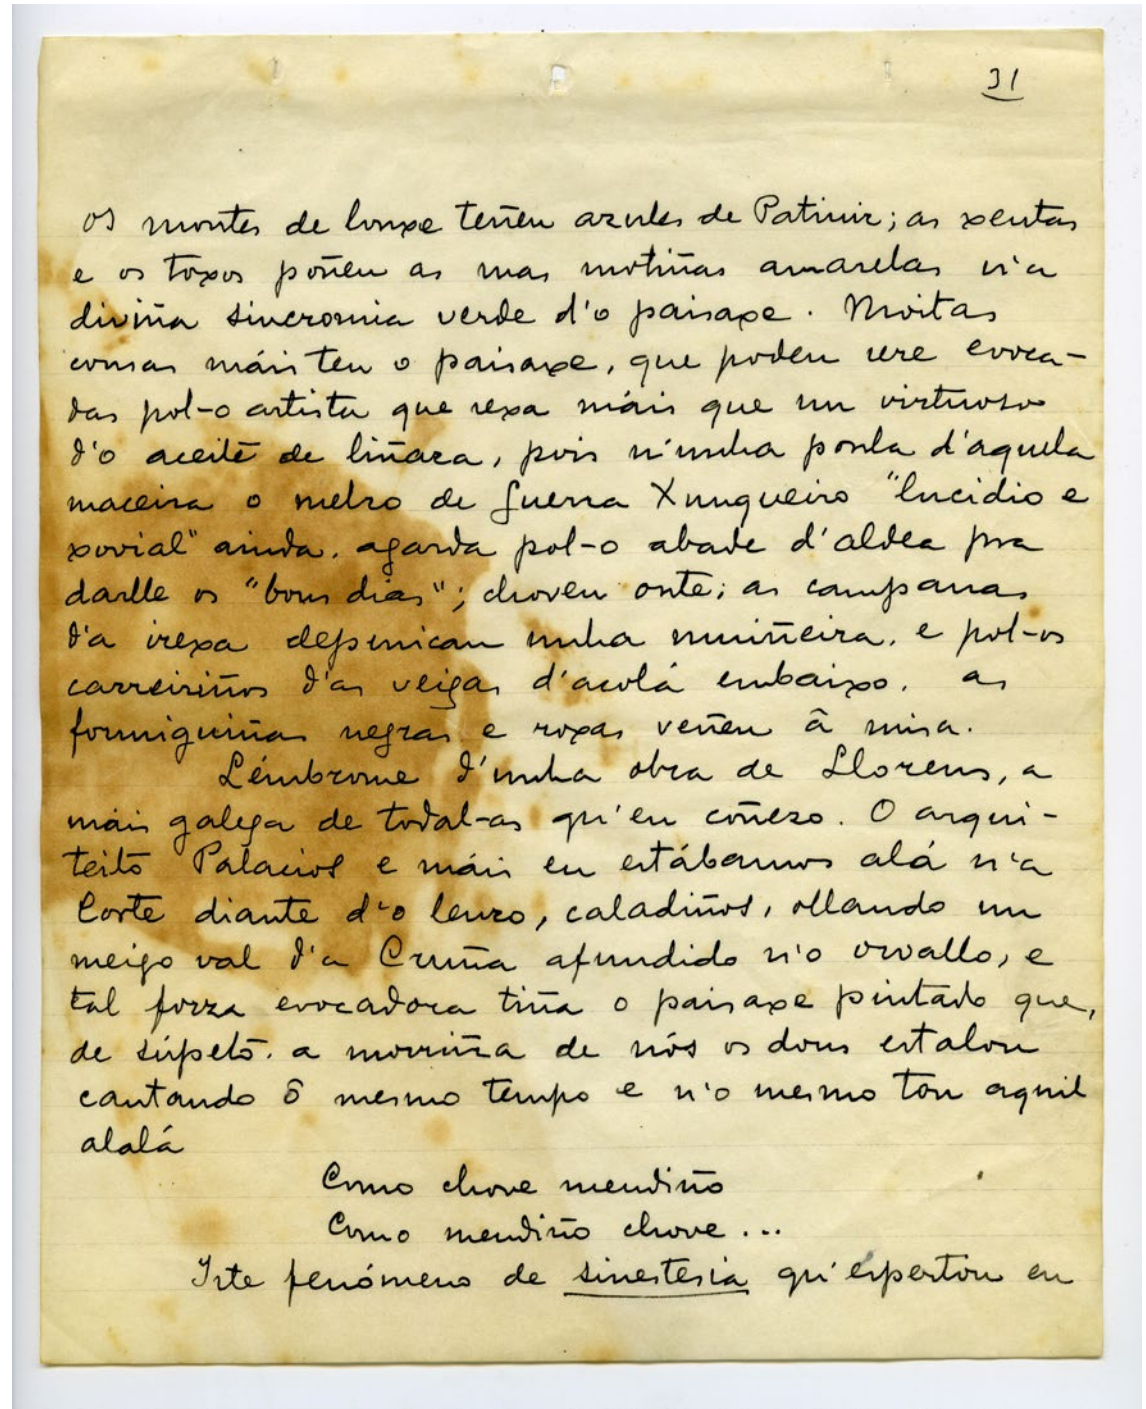 31
os montes de lonxe teñen azules de Patinir; as xestas
e os toxos poñen as suas motiñas amarelas n'a
diviña sincromia verde d'o paisaxe. Moitas
cousas máis ten o paisaxe, que poden sere evoca-
das pol-o artista que sexa máis que un virtuoso
d'o aceite de liñaza, pois n'unha ponla d'aquela
maceira o melro de Guerra Xunqueiro "lucidio e
xovial" ainda, agarda pol-o abade d'aldea pra
darlle os "bons dias"; choveu onte; as campanas
d'a irexa depenican unha muiñeira, e pol-os
carreiriños d'as veigas d'acolá embaixo, as
formiguiñas negras e roxas veñen â misa.
Lémbrome d'unha obra de Llorens, a
máis galega de todal-as qu'eu coñezo. O arqui-
teito Palacios e máis eu estábamos alá n'a
Corte diante d'o lenzo, caladiños, ollando un
meigo val d'a Cruña afundido n'o orvallo, e
tal forza evocadora tiña o paisaxe pintado que,
de súpeto, a morriña de nós os dous estalou
cantando ô mesmo tempo e n'o mesmo ton aquil
alalá
Como chove mendiño
Como mendiño chove...
Iste fenómeno de sinestesia qu'espertou en